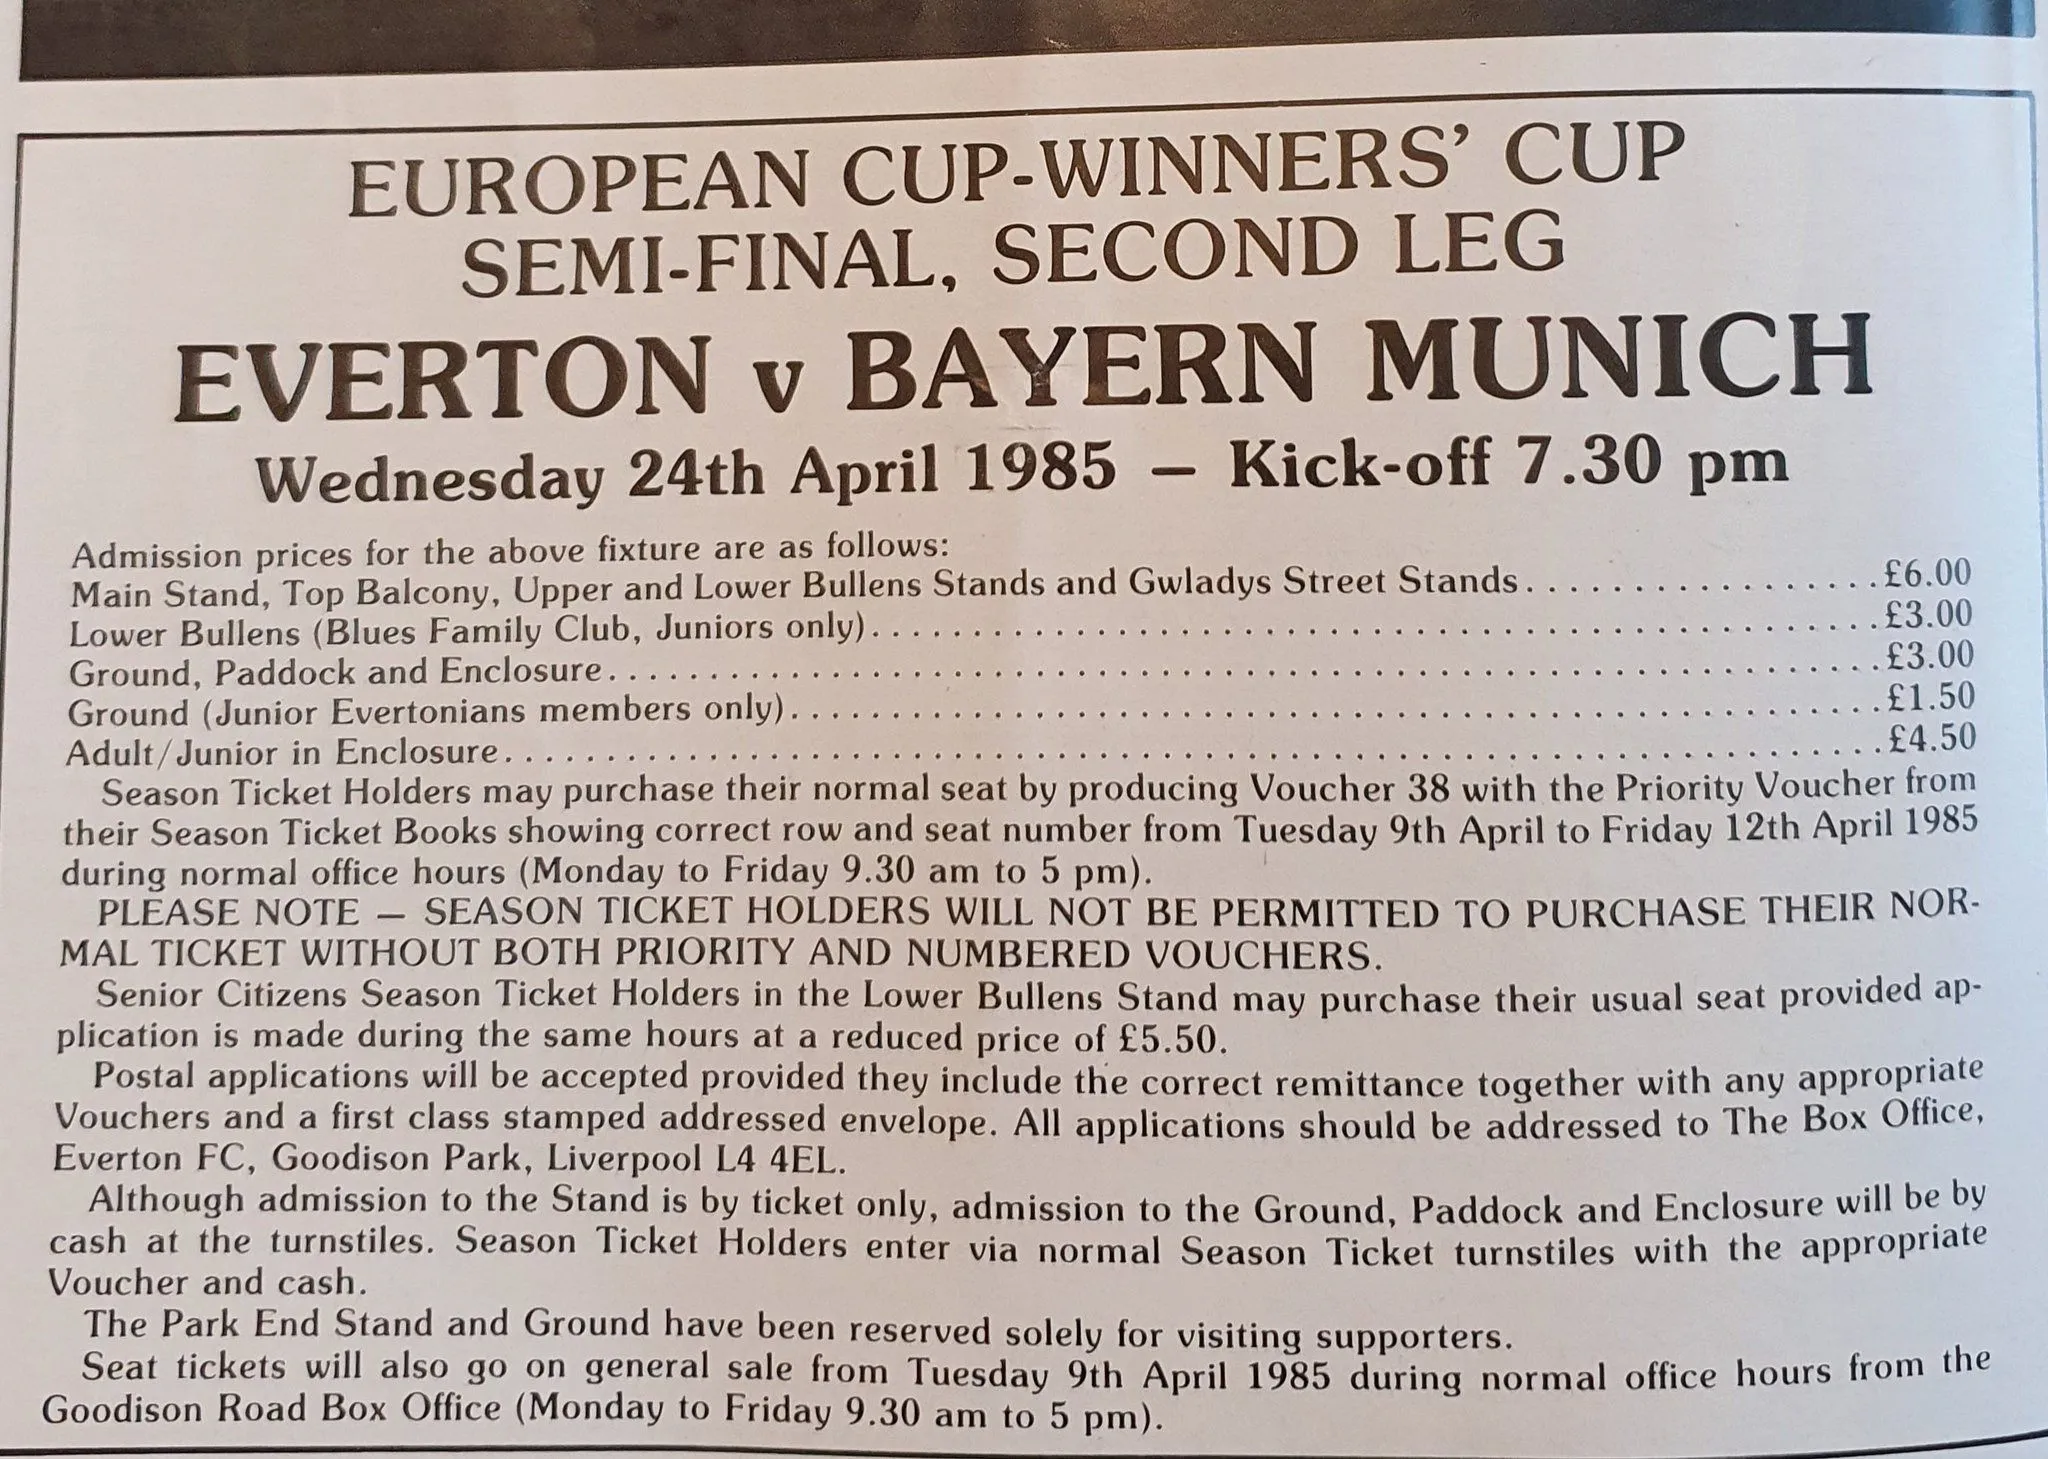 EUROPEAN CUP-WINNERS' CUP
SEMI-FINAL, SECOND LEG
EVERTON v BAYERN MUNICH
Wednesday 24th April 1985 — Kick-off 7.30 pm
Admission prices for the above fixture are as follows:
Main Stand, Top Balcony, Upper and Lower Bullens Stands and Gwladys Street Stands. . . . . . . . . . . . . . . . . £6.00
Lower Bullens (Blues Family Club, Juniors only). . . . . . . . . . . . . . . . . . . . . . . . . . . . . . . . . . . . . . . . . . . . . £3.00
Ground, Paddock and Enclosure. . . . . . . . . . . . . . . . . . . . . . . . . . . . . . . . . . . . . . . . . . . . . . . . . . . . . . . . . £3.00
Ground (Junior Evertonians members only). . . . . . . . . . . . . . . . . . . . . . . . . . . . . . . . . . . . . . . . . . . . . . . . £1.50
Adult/Junior in Enclosure. . . . . . . . . . . . . . . . . . . . . . . . . . . . . . . . . . . . . . . . . . . . . . . . . . . . . . . . . . . . . . £4.50
Season Ticket Holders may purchase their normal seat by producing Voucher 38 with the Priority Voucher from
their Season Ticket Books showing correct row and seat number from Tuesday 9th April to Friday 12th April 1985
during normal office hours (Monday to Friday 9.30 am to 5 pm).
PLEASE NOTE — SEASON TICKET HOLDERS WILL NOT BE PERMITTED TO PURCHASE THEIR NOR-
MAL TICKET WITHOUT BOTH PRIORITY AND NUMBERED VOUCHERS.
Senior Citizens Season Ticket Holders in the Lower Bullens Stand may purchase their usual seat provided ap-
plication is made during the same hours at a reduced price of £5.50.
Postal applications will be accepted provided they include the correct remittance together with any appropriate
Vouchers and a first class stamped addressed envelope. All applications should be addressed to The Box Office,
Everton FC, Goodison Park, Liverpool L4 4EL.
Although admission to the Stand is by ticket only, admission to the Ground, Paddock and Enclosure will be by
cash at the turnstiles. Season Ticket Holders enter via normal Season Ticket turnstiles with the appropriate
Voucher and cash.
The Park End Stand and Ground have been reserved solely for visiting supporters.
Seat tickets will also go on general sale from Tuesday 9th April 1985 during normal office hours from the
Goodison Road Box Office (Monday to Friday 9.30 am to 5 pm).